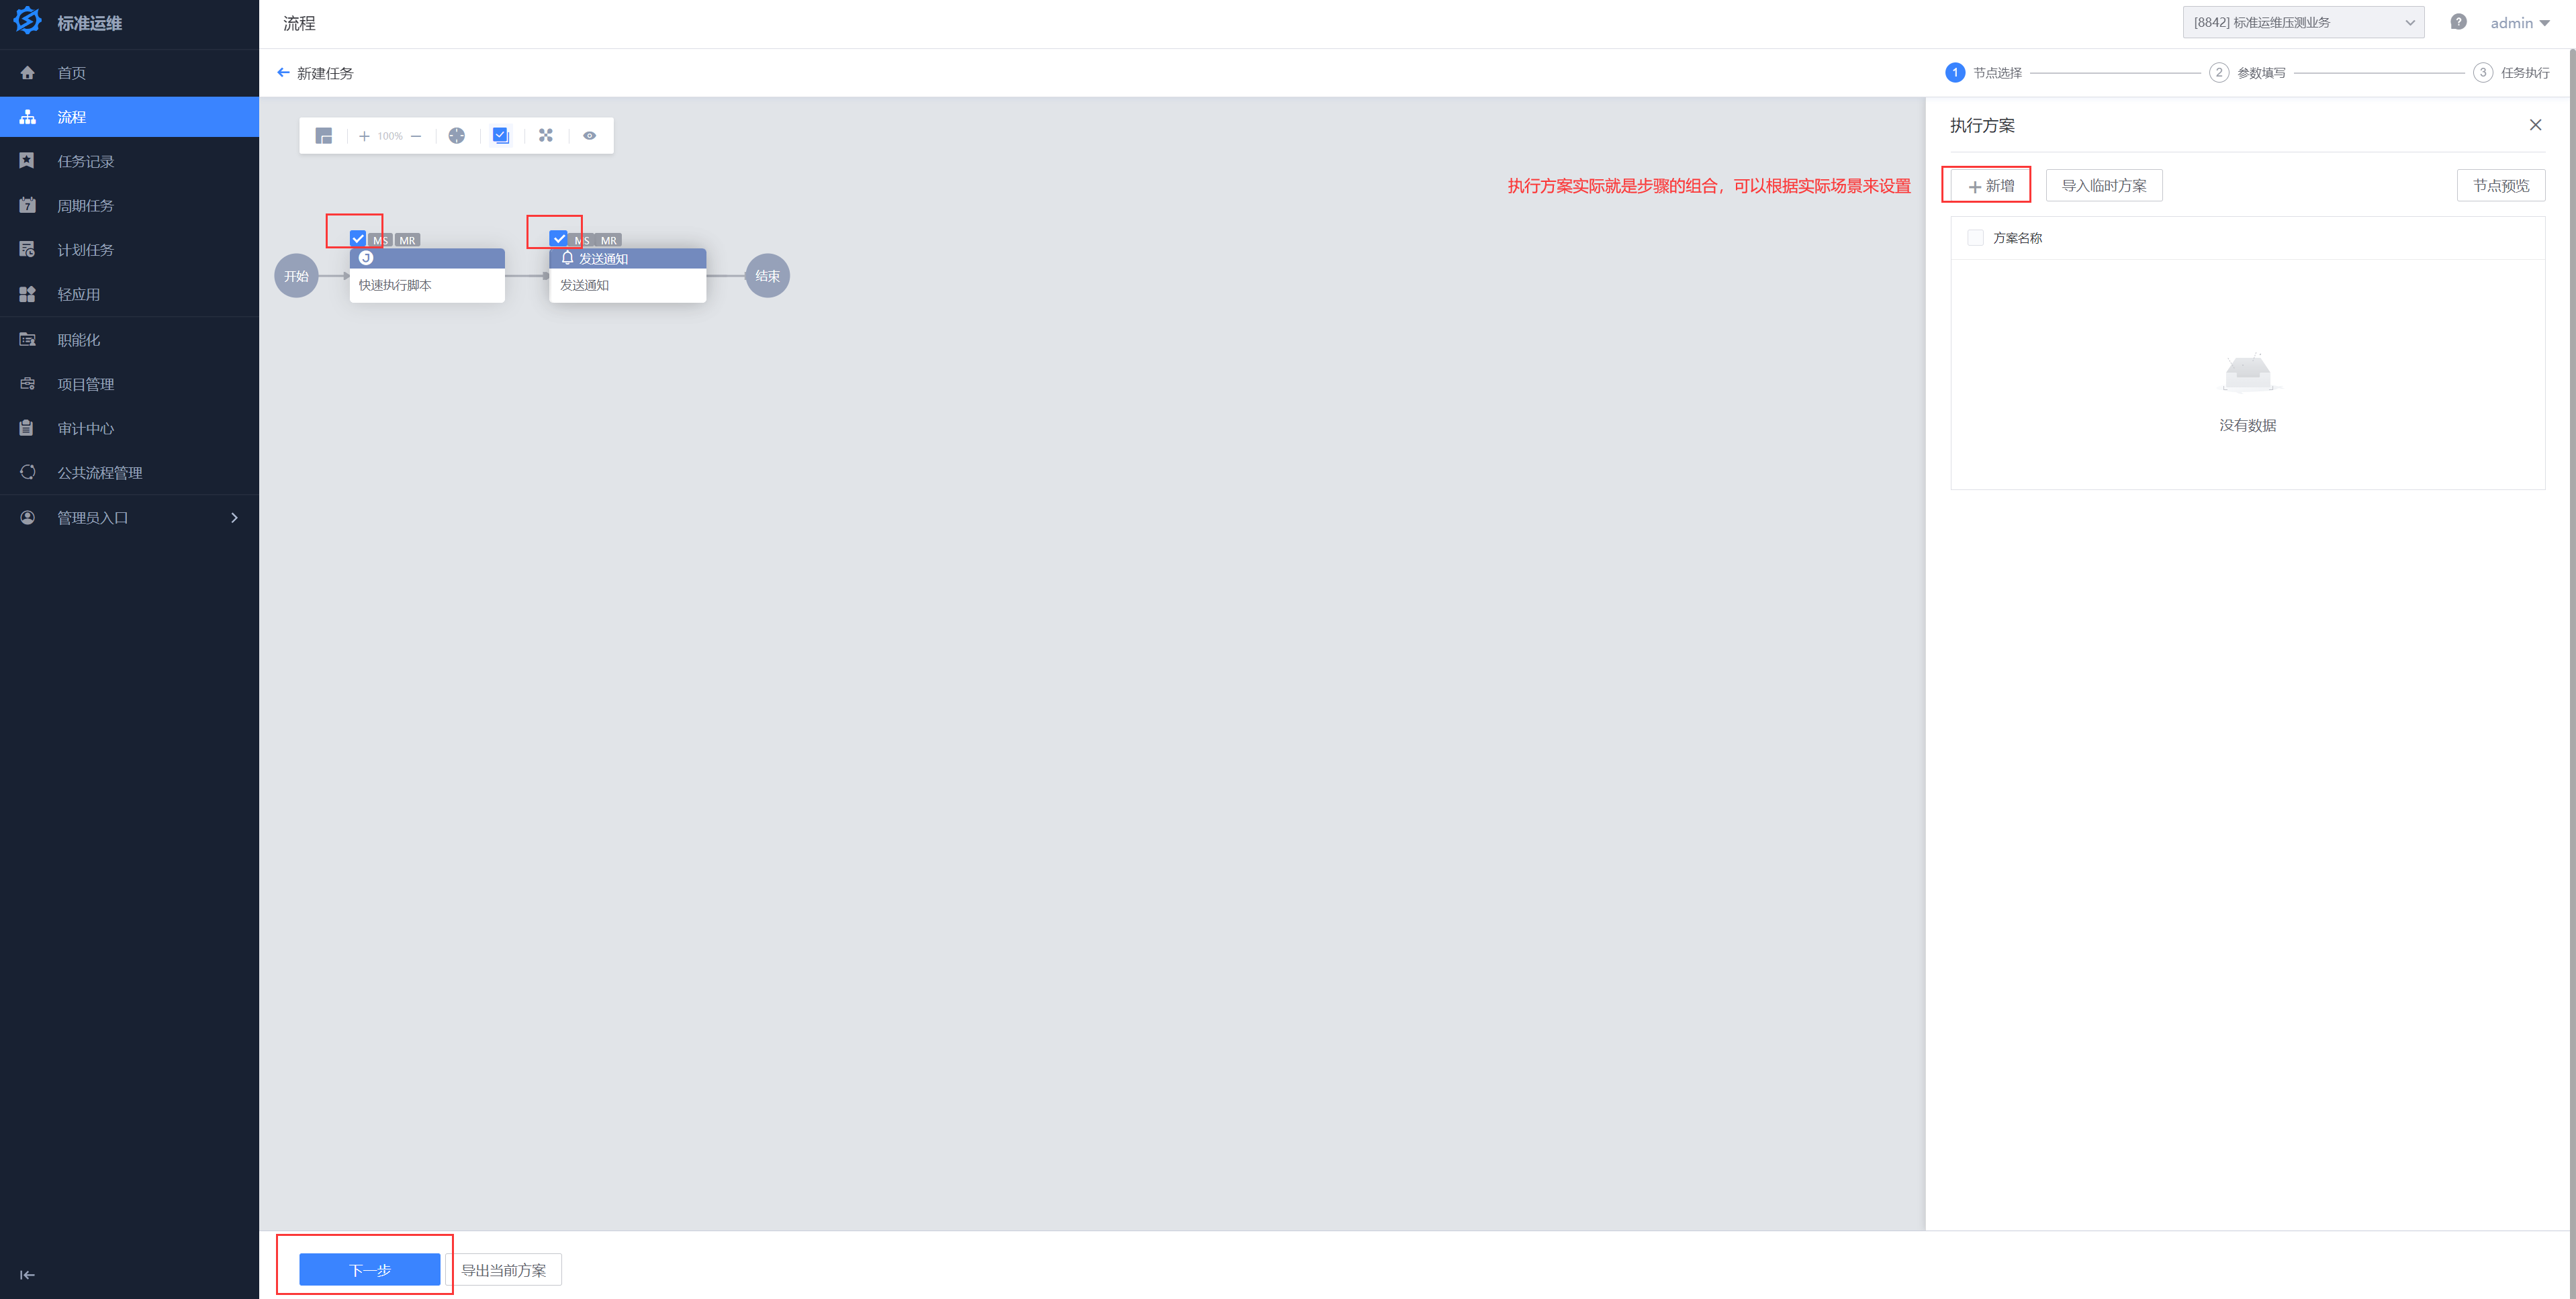 标准运维
首页
流程
任务记录
周期任务
计划任务
轻应用
职能化
项目管理
审计中心
公共流程管理
管理员入口
流程
[8842] 标准运维压测业务
admin
新建任务
1 节点选择
2 参数填写
3 任务执行
100%
执行方案实际就是步骤的组合，可以根据实际场景来设置
MS MR
MS MR
发送通知
开始
快速执行脚本
发送通知
结束
执行方案
新增
导入临时方案
节点预览
方案名称
没有数据
下一步
导出当前方案